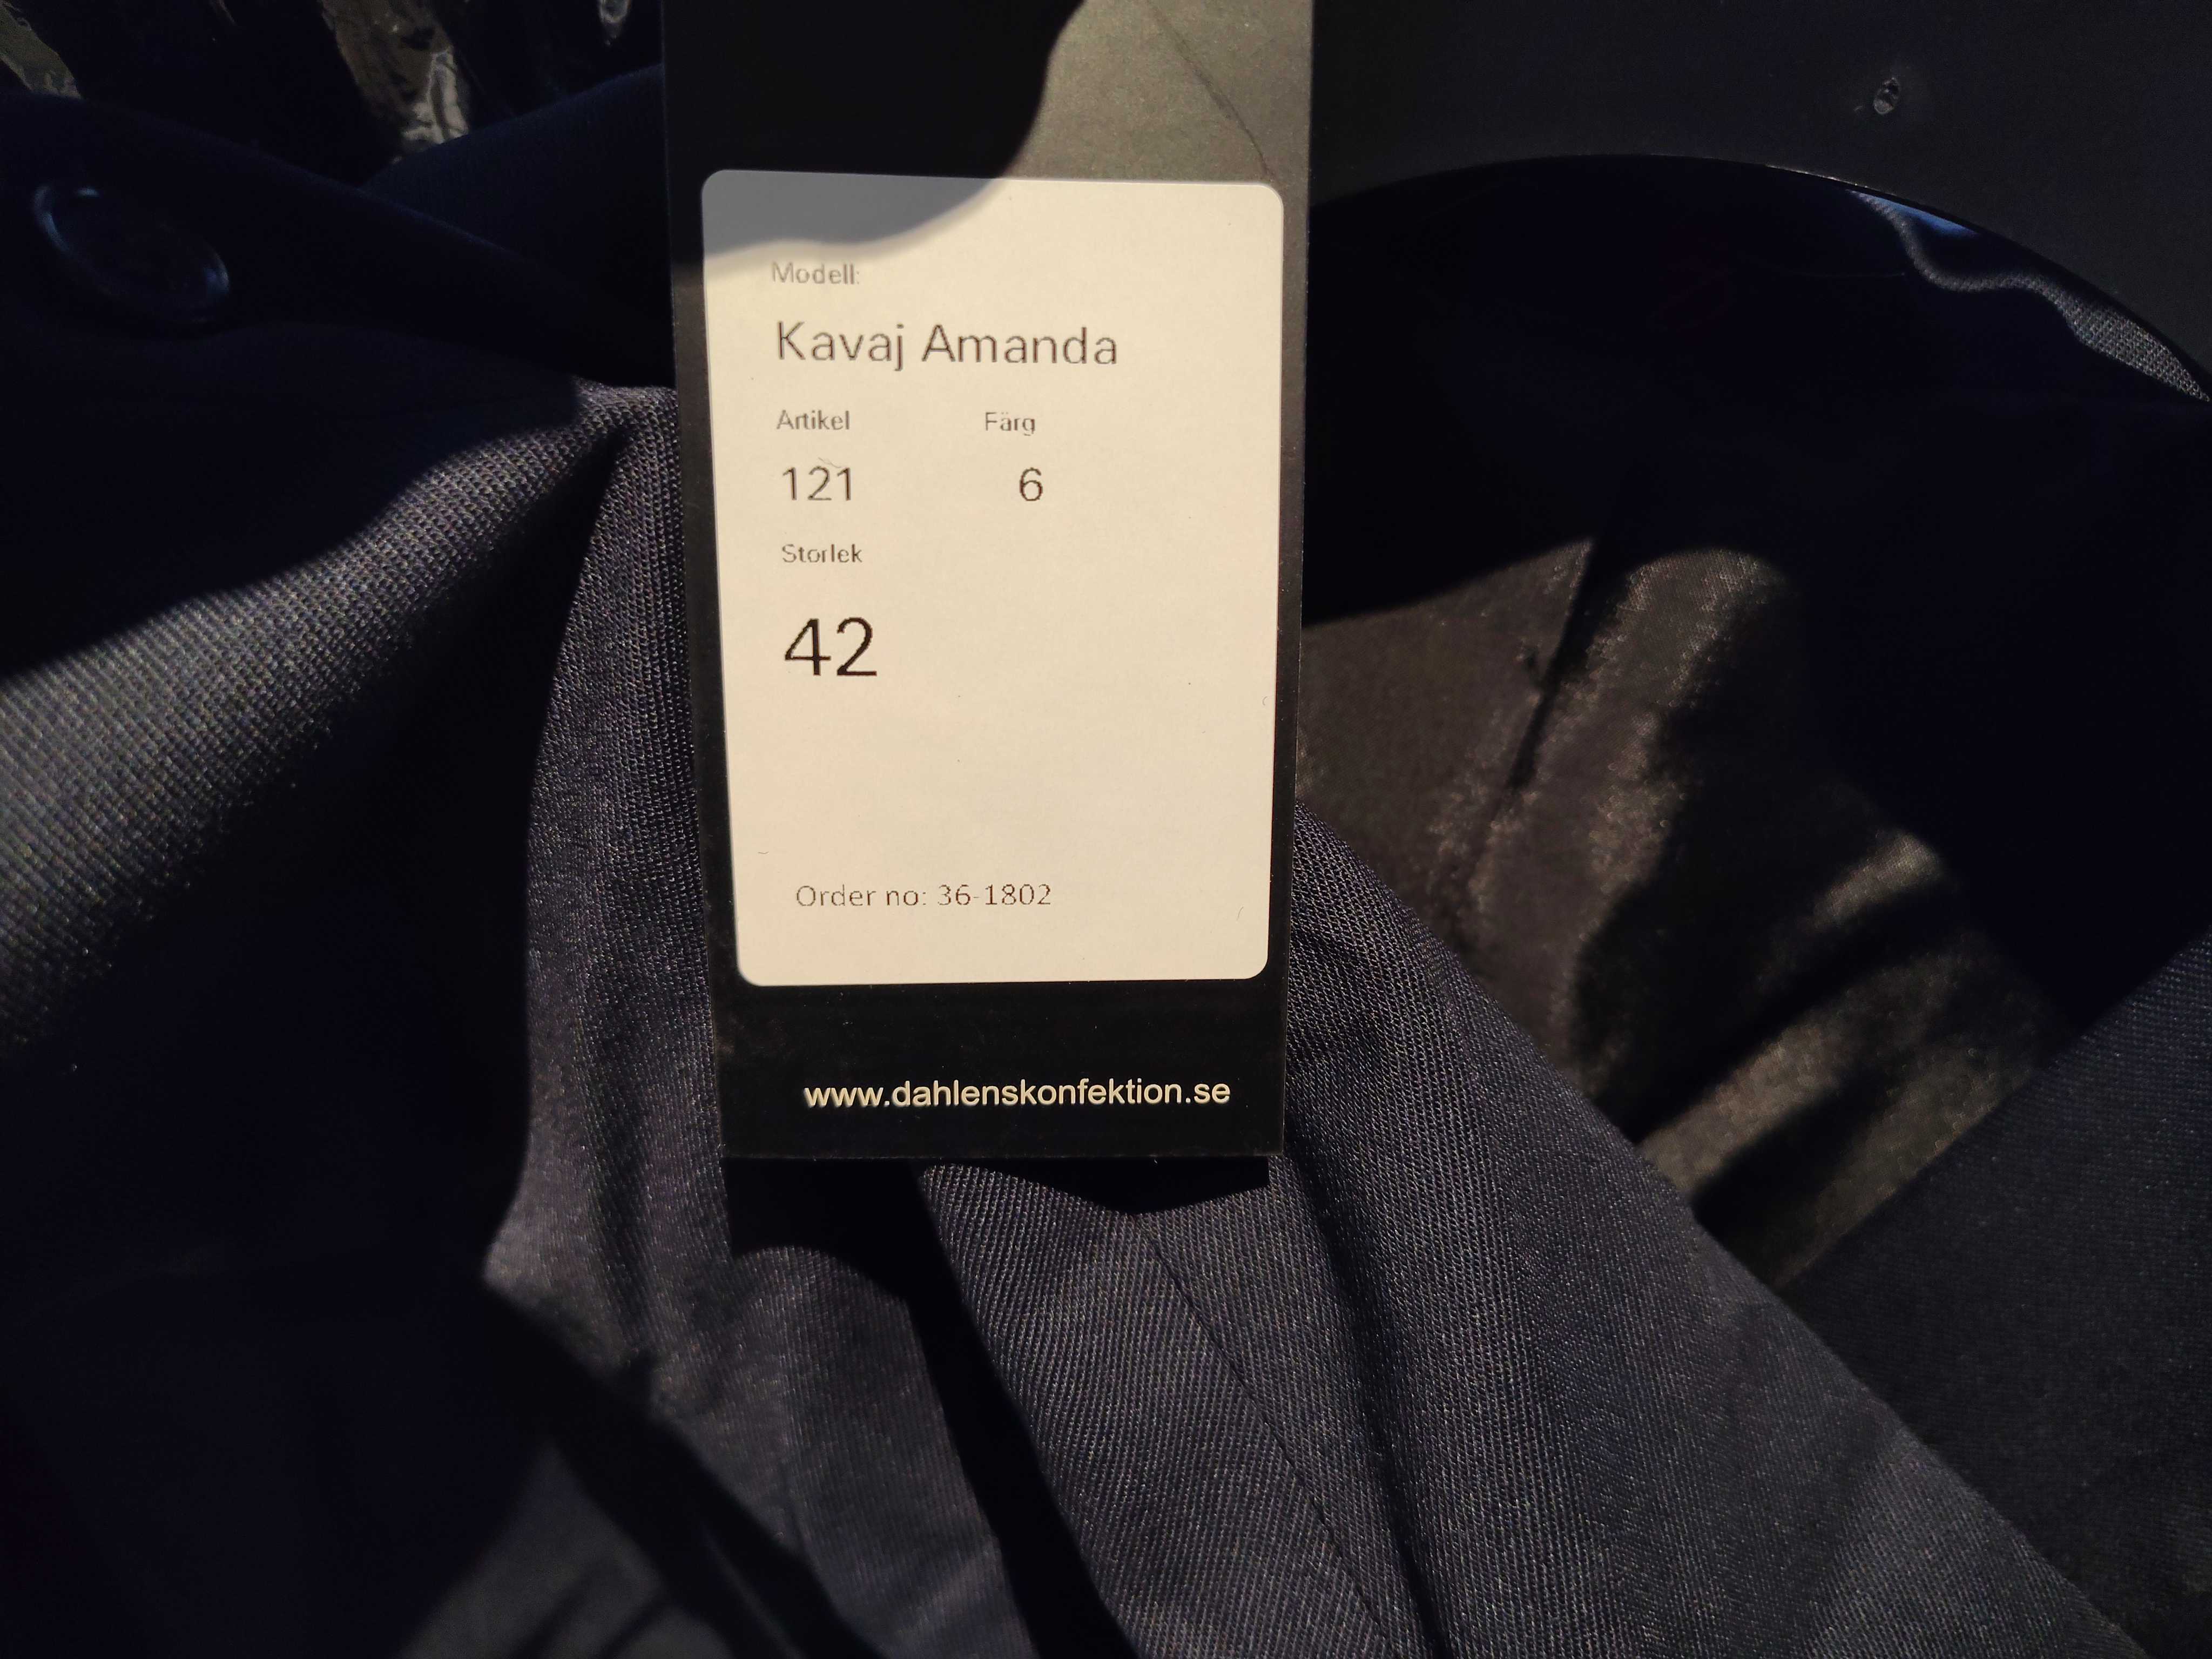 Modell:
Kavaj Amanda
Artikel Färg
121 6
Storlek
42
Order no: 36-1802
www.dahlenskonfektion.se